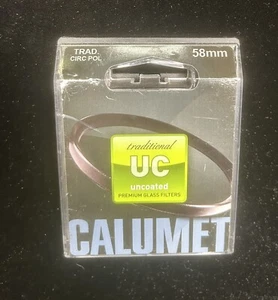 TRAD.
CIRC POL
58mm
traditional
UC
uncoated
PREMIUM GLASS FILTERS
CALUMET